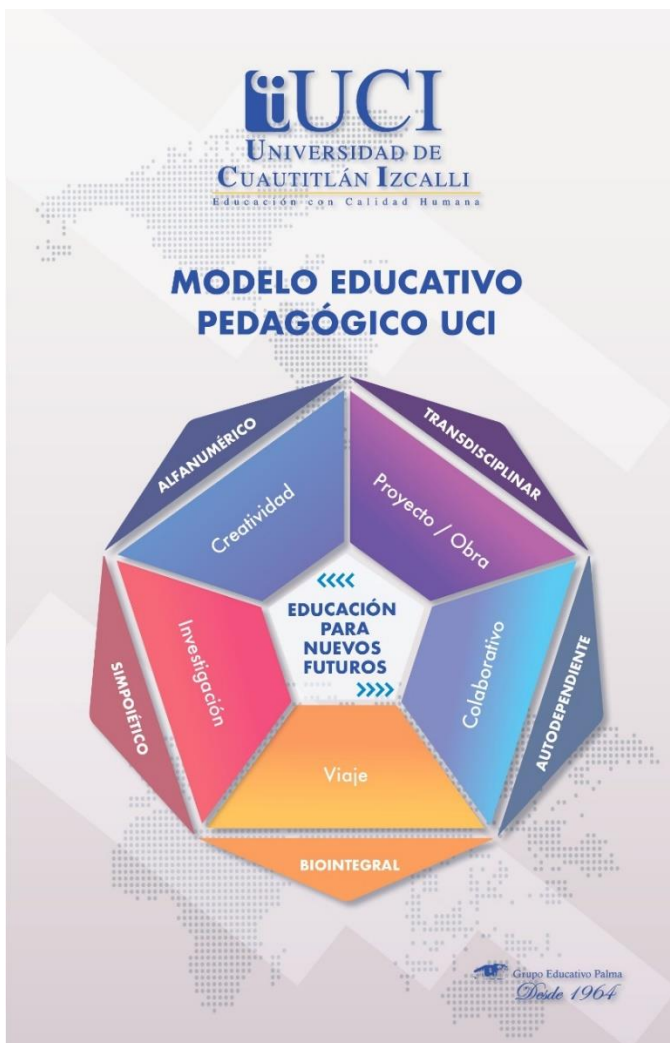 UCI
UNIVERSIDAD DE
CUAUTITLÁN IZCALLI
Educación con Calidad Humana
MODELO EDUCATIVO
PEDAGÓGICO UCI
ALFANUMÉRICO
TRANSDISCIPLINAR
Creatividad
Proyecto / Obra
<<<<
EDUCACIÓN
PARA
NUEVOS
FUTUROS
>>>>
Investigación
Colaborativo
SIMPOIÉTICO
AUTODEPENDIENTE
Viaje
BIOINTEGRAL
Grupo Educativo Palma
Desde 1964